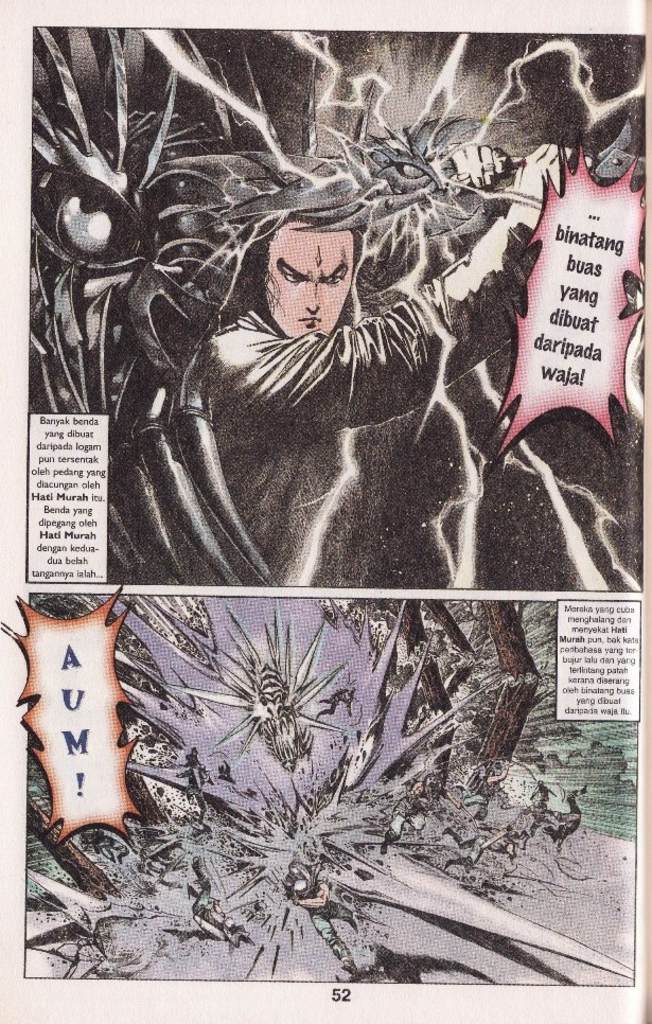 ...
binatang
buas
yang
dibuat
daripada
waja!
Banyak benda
yang dibuat
daripada logam
pun tersentak
oleh pedang yang
diacungan oleh
Hati Murah itu.
Benda yang
dipegang oleh
Hati Murah
dengan kedua-
dua belah
tangannya ialah...
AUM!
Mereka yang cuba
menghalang dan
menyekat Hati
Murah pun, bak kata
peribahasa yang ter-
bujur lalu dan yang
terlintang patah
kerana diserang
oleh binatang buas
yang dibuat
daripada waja itu.
52